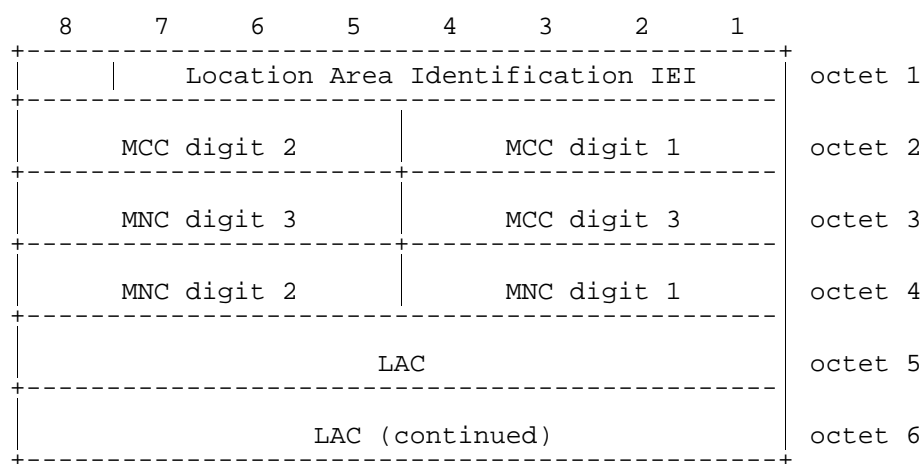 8 7 6 5 4 3 2 1
Location Area Identification IEI octet 1
MCC digit 2 MCC digit 1 octet 2
MNC digit 3 MCC digit 3 octet 3
MNC digit 2 MNC digit 1 octet 4
LAC octet 5
LAC (continued) octet 6